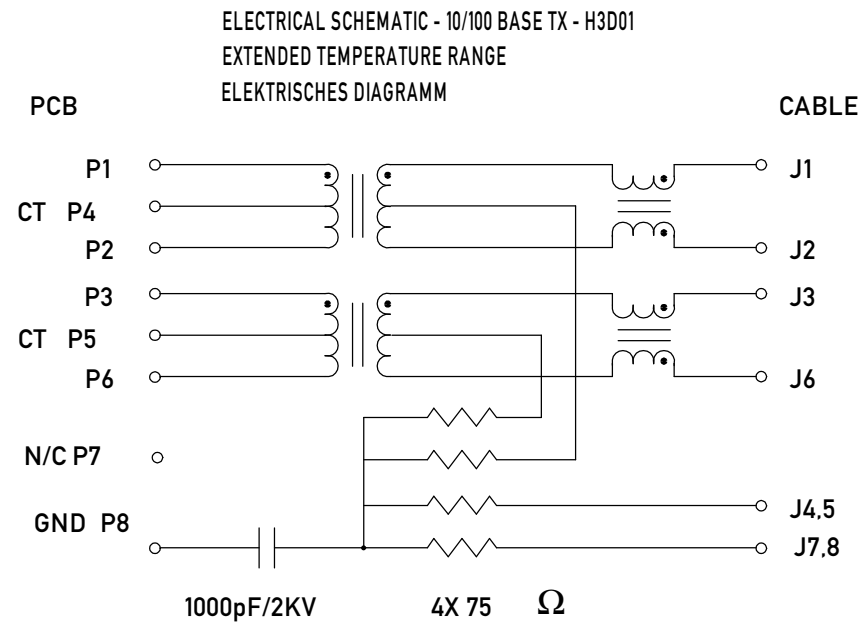 ELECTRICAL SCHEMATIC - 10/100 BASE TX - H3D01
EXTENDED TEMPERATURE RANGE
ELEKTRISCHES DIAGRAMM
PCB
CABLE
P1
J1
CT P4
P2
J2
P3
J3
CT P5
P6
J6
N/C P7
J4,5
GND P8
J7,8
1000pF/2KV
4X 75 Ω